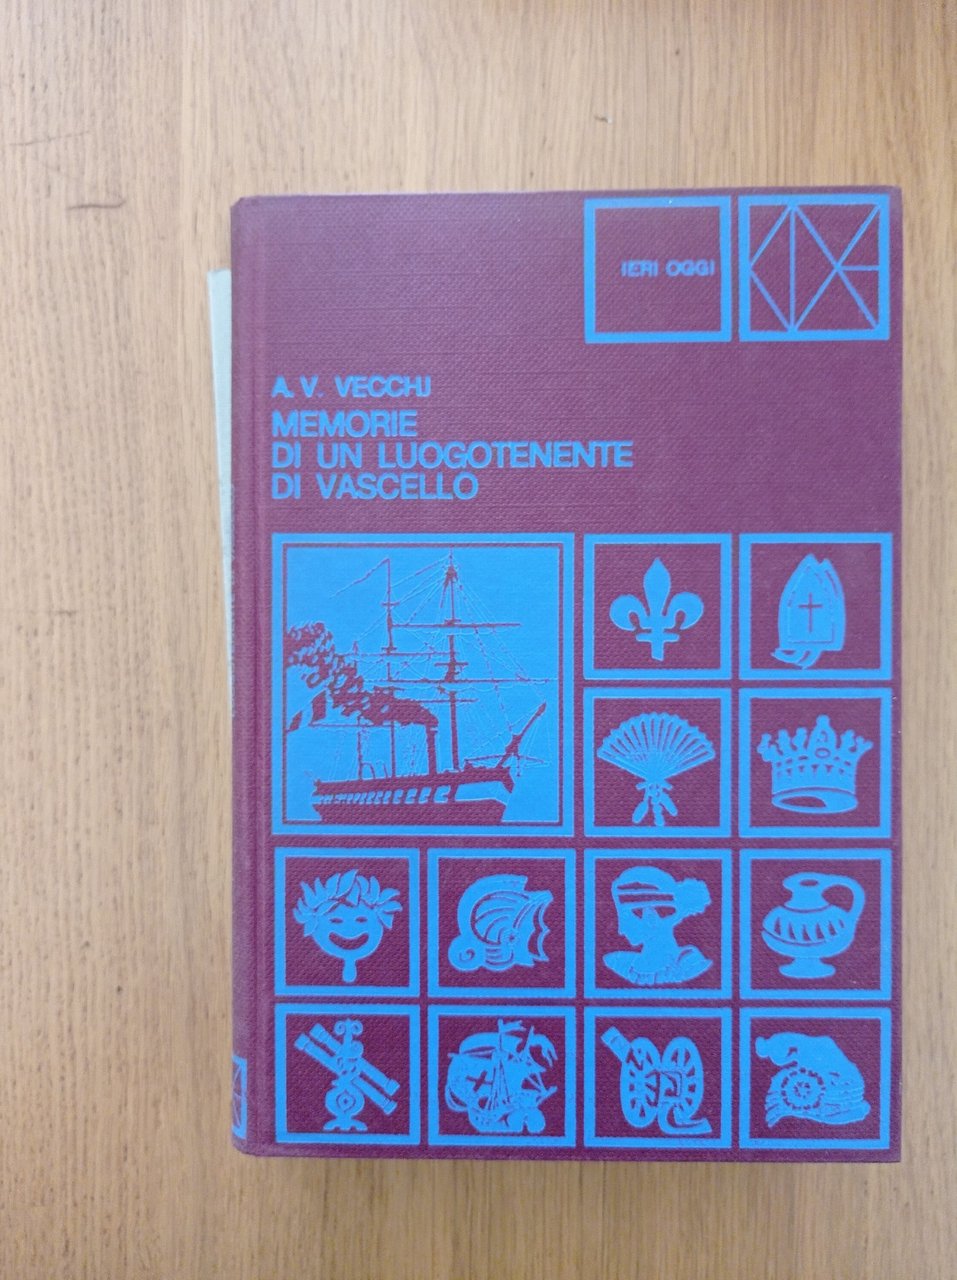 IERI OGGI
A. V. VECCHJ
MEMORIE
DI UN LUOGOTENENTE
DI VASCELLO